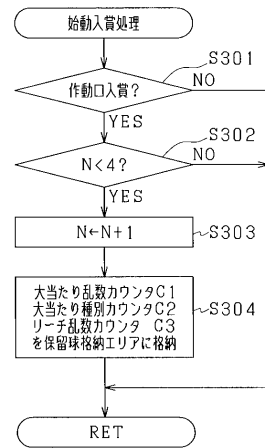 始動入賞処理
S301
作動口入賞?
NO
YES
S302
N<4?
NO
YES
N←N+1
S303
大当たり乱数カウンタC1
大当たり種別カウンタC2
リーチ乱数カウンタ C3
を保留球格納エリアに格納
S304
RET